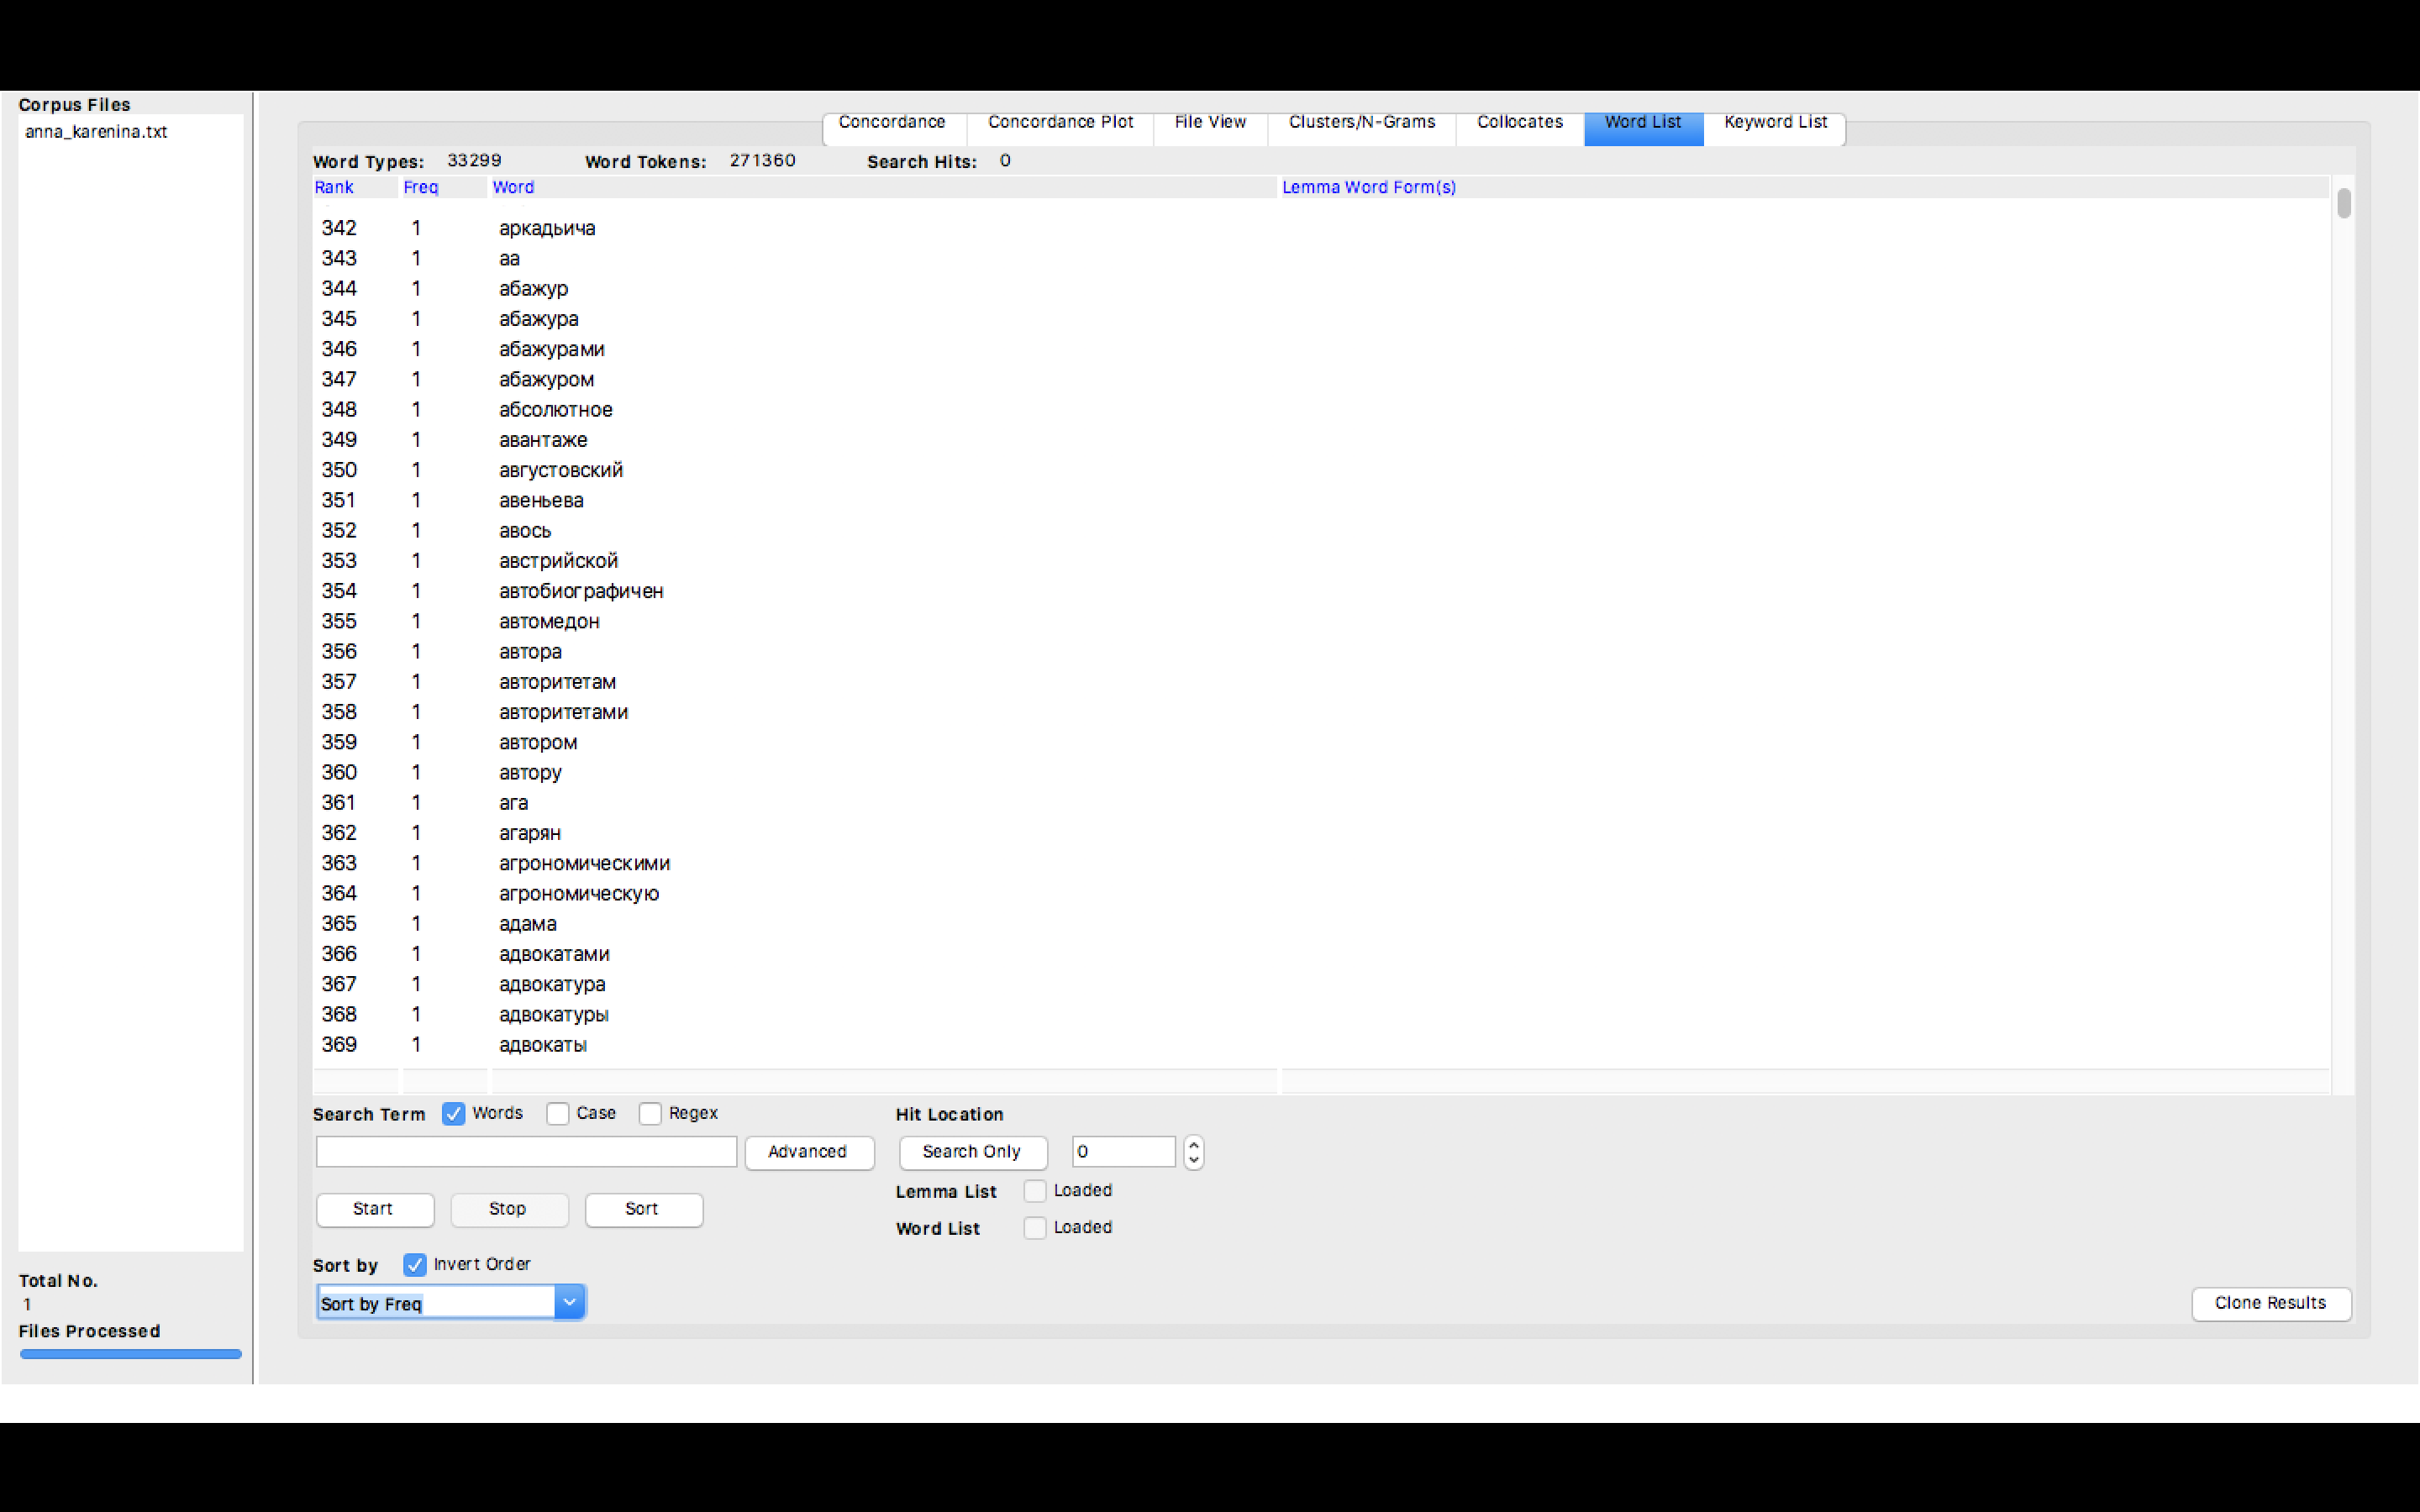 Corpus Files
anna_karenina.txt
Concordance Concordance Plot File View Clusters/N-Grams Collocates Word List Keyword List
Word Types: 33299 Word Tokens: 271360 Search Hits: 0
Rank Freq Word Lemma Word Form(s)
342 1 аркадьича
343 1 аа
344 1 абажур
345 1 абажура
346 1 абажурами
347 1 абажуром
348 1 абсолютное
349 1 авантаже
350 1 августовский
351 1 авеньева
352 1 авось
353 1 австрийской
354 1 автобиографичен
355 1 автомедон
356 1 автора
357 1 авторитетам
358 1 авторитетами
359 1 автором
360 1 автору
361 1 ага
362 1 агарян
363 1 агрономическими
364 1 агрономическую
365 1 адама
366 1 адвокатами
367 1 адвокатура
368 1 адвокатуры
369 1 адвокаты
Search Term Words Case Regex Hit Location
Advanced Search Only 0
Lemma List Loaded
Start Stop Sort
Word List Loaded
Sort by Invert Order
Sort by Freq
Clone Results
Total No.
1
Files Processed